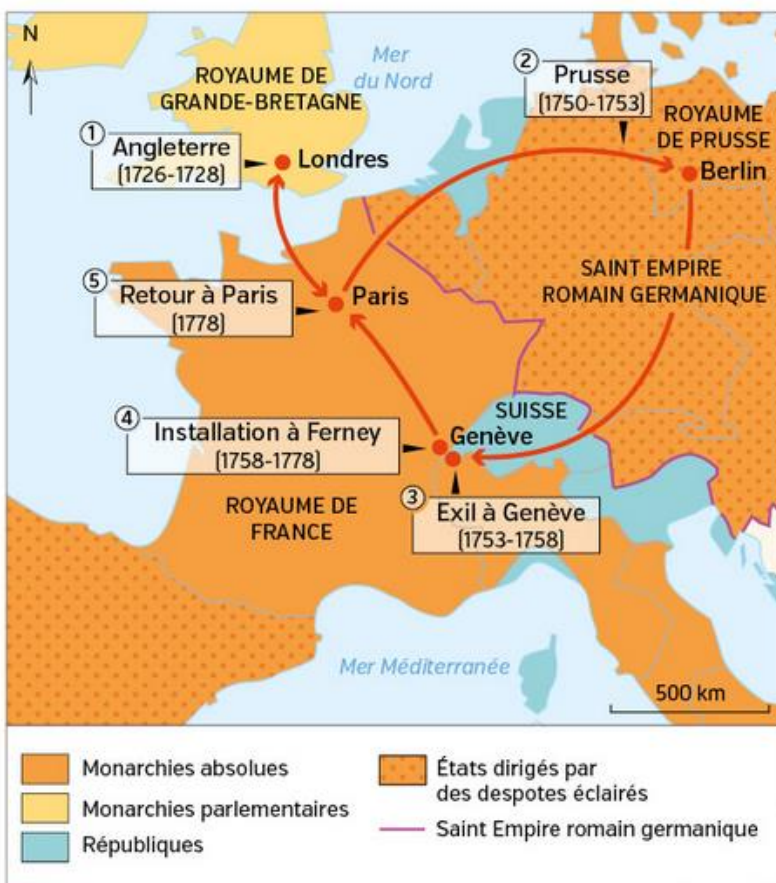 N
Mer
du Nord
ROYAUME DE
GRANDE-BRETAGNE
②
Prusse
(1750-1753)
ROYAUME
DE PRUSSE
①
Angleterre
(1726-1728)
Londres
Berlin
SAINT EMPIRE
ROMAIN GERMANIQUE
⑤
Retour à Paris
(1778)
Paris
SUISSE
④
Installation à Ferney
(1758-1778)
Genève
③
Exil à Genève
(1753-1758)
ROYAUME DE
FRANCE
Mer Méditerranée
500 km
Monarchies absolues
Monarchies parlementaires
Républiques
États dirigés par
des despotes éclairés
Saint Empire romain germanique